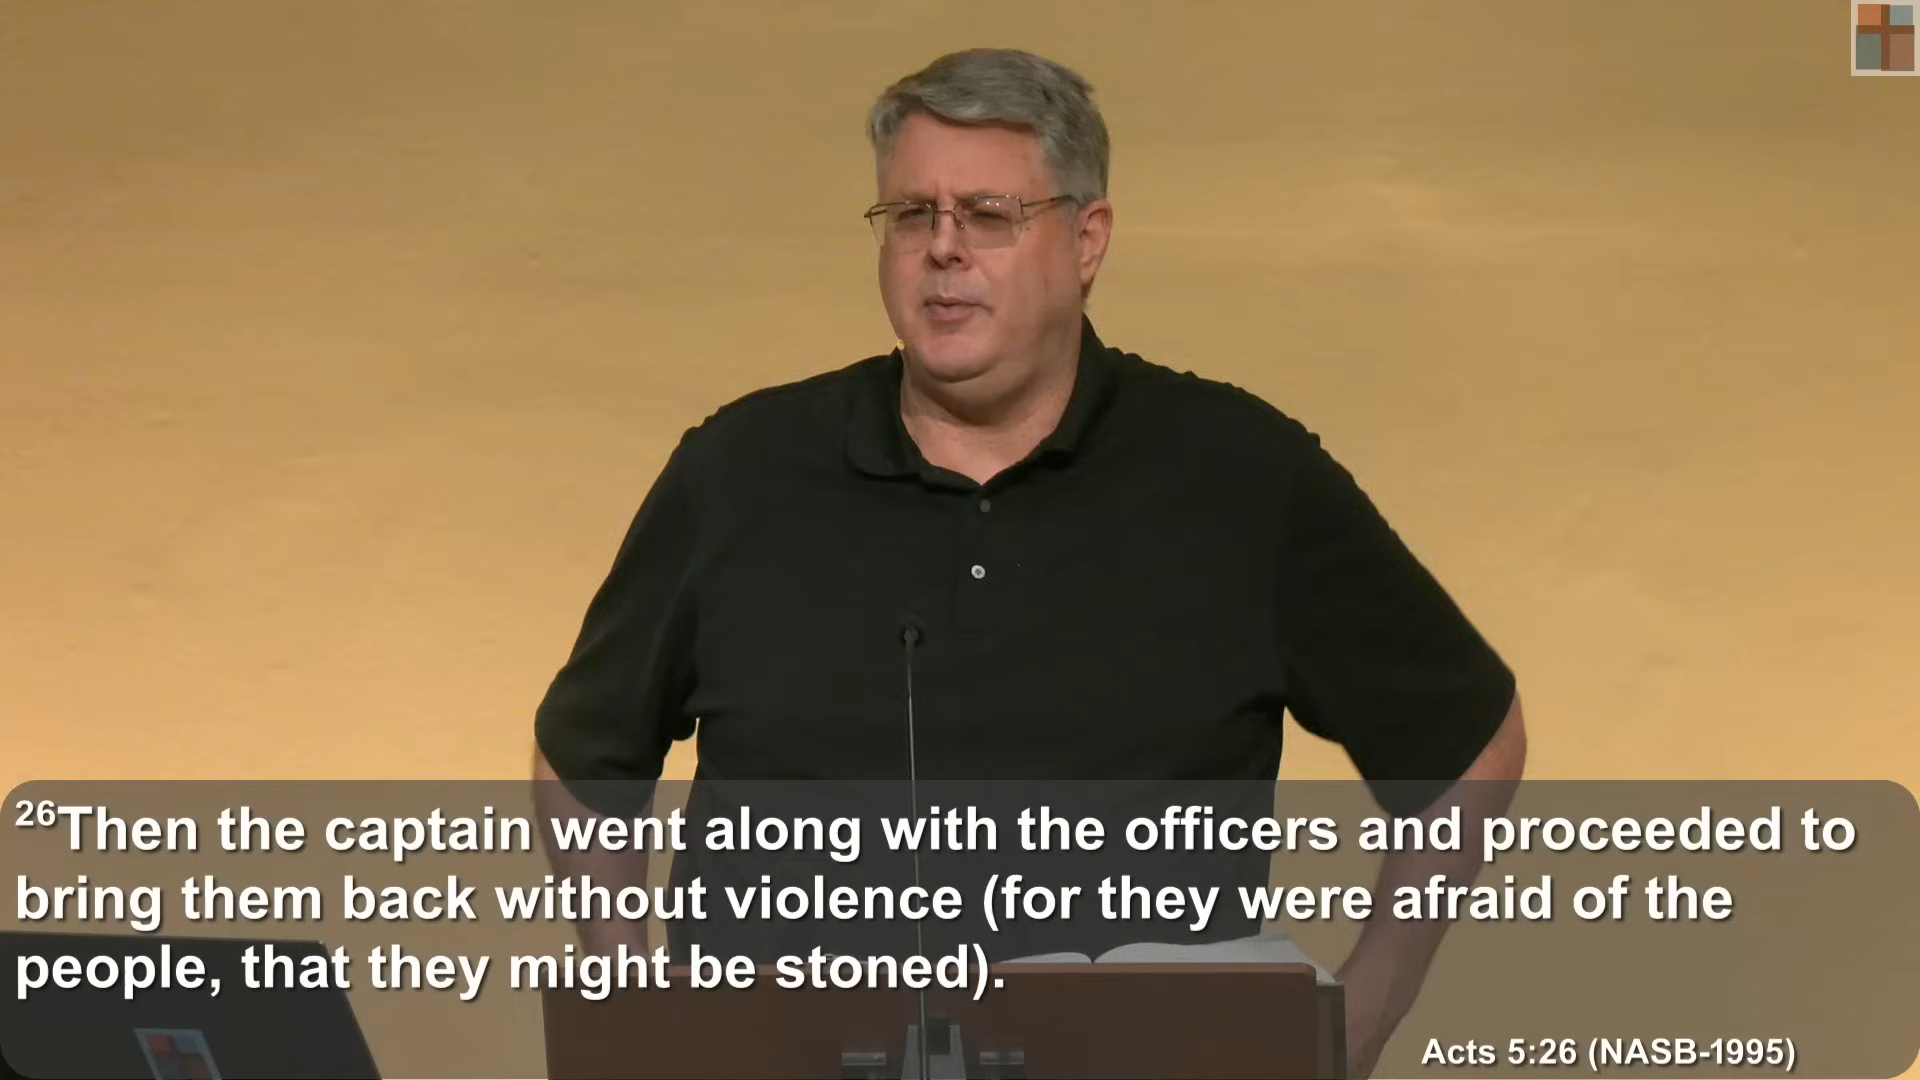 26Then the captain went along with the officers and proceeded to
bring them back without violence (for they were afraid of the
people, that they might be stoned).
Acts 5:26 (NASB-1995)